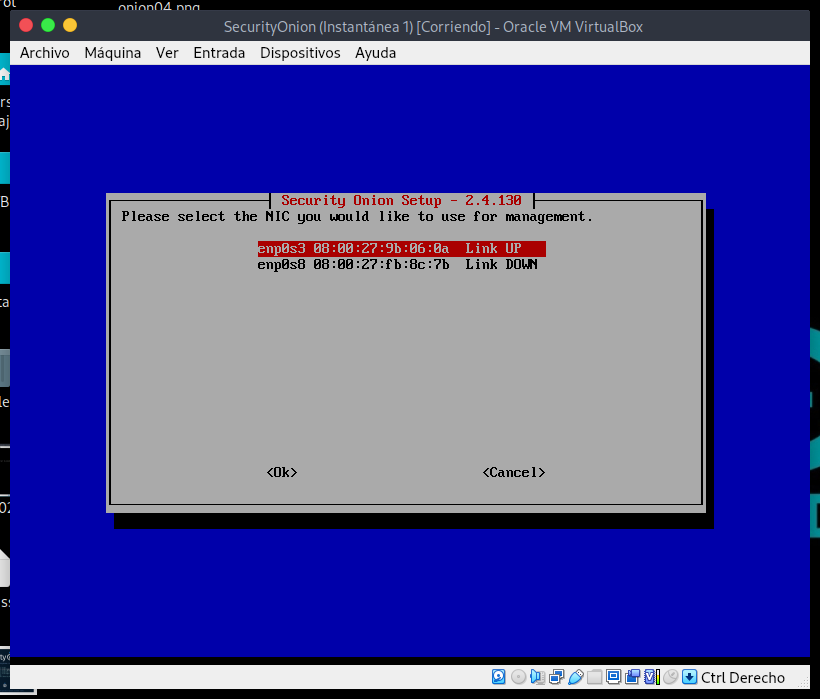 onion04.png
SecurityOnion (Instantánea 1) [Corriendo] - Oracle VM VirtualBox
Archivo Máquina Ver Entrada Dispositivos Ayuda
Security Onion Setup - 2.4.130
Please select the NIC you would like to use for management.
enp0s3 08:00:27:9b:06:0a Link UP
enp0s8 08:00:27:fb:8c:7b Link DOWN
<Ok> <Cancel>
Ctrl Derecho